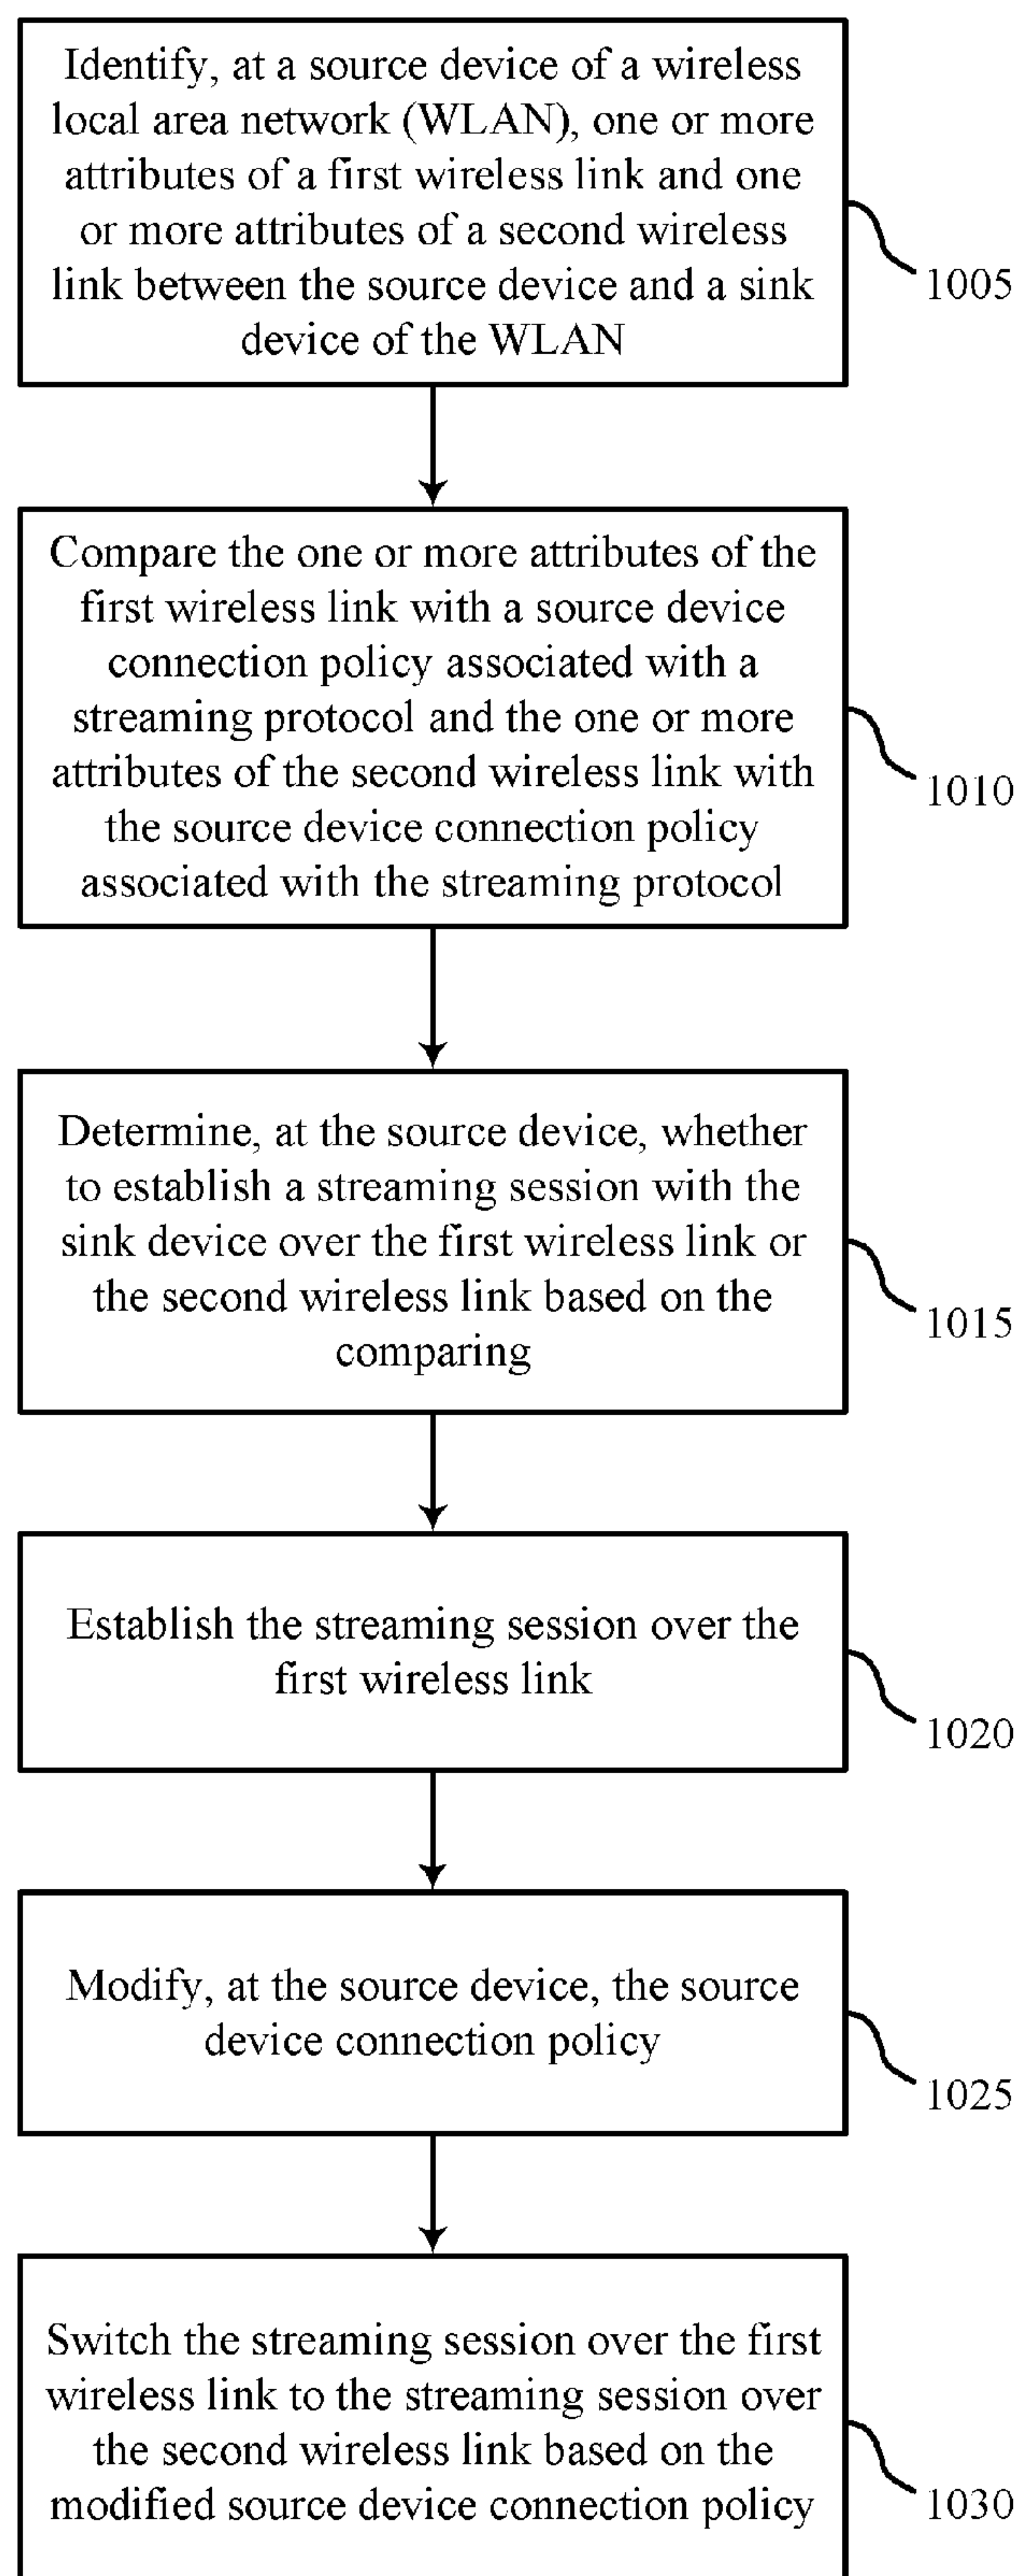 Identify, at a source device of a wireless
local area network (WLAN), one or more
attributes of a first wireless link and one
or more attributes of a second wireless
link between the source device and a sink
device of the WLAN
1005
Compare the one or more attributes of the
first wireless link with a source device
connection policy associated with a
streaming protocol and the one or more
attributes of the second wireless link with
the source device connection policy
associated with the streaming protocol
1010
Determine, at the source device, whether
to establish a streaming session with the
sink device over the first wireless link or
the second wireless link based on the
comparing
1015
Establish the streaming session over the
first wireless link
1020
Modify, at the source device, the source
device connection policy
1025
Switch the streaming session over the first
wireless link to the streaming session over
the second wireless link based on the
modified source device connection policy
1030